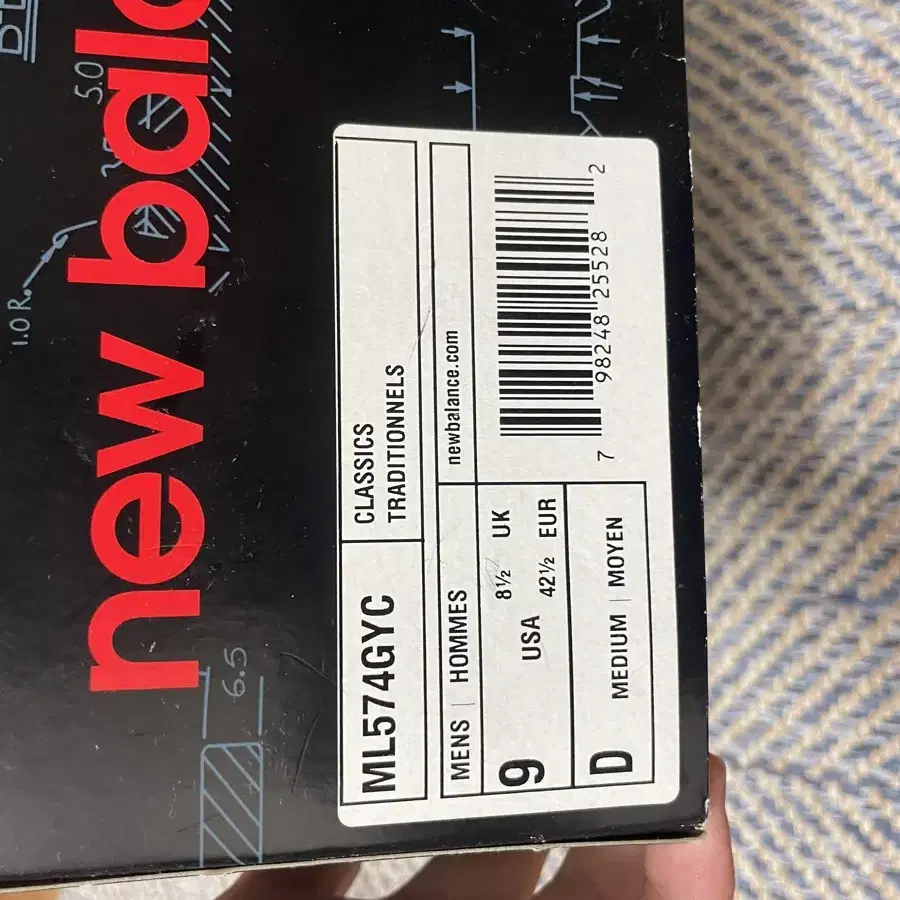 new balan
1.0 R.
5.0
6.5
ML574GYC
CLASSICS
TRADITIONNELS
MENS | HOMMES
newbalance.com
9 USA
8½ UK
42½ EUR
D MEDIUM | MOYEN
7 98248 25528 2